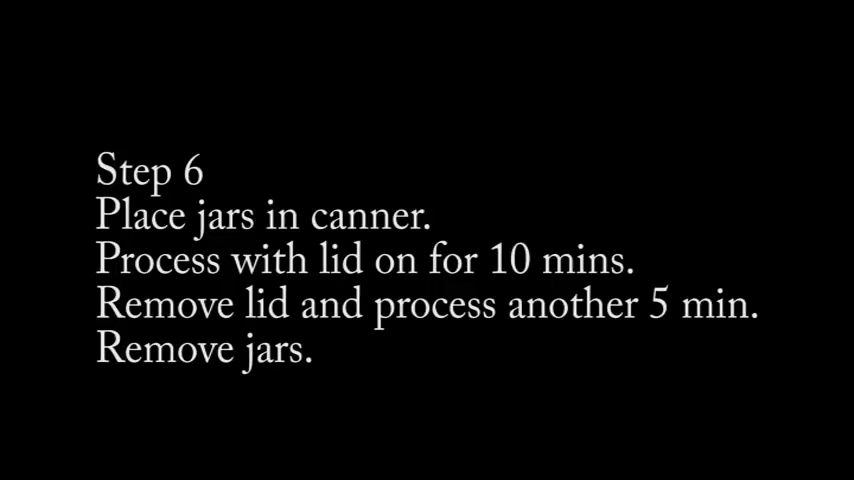 Step 6
Place jars in canner.
Process with lid on for 10 mins.
Remove lid and process another 5 min.
Remove jars.